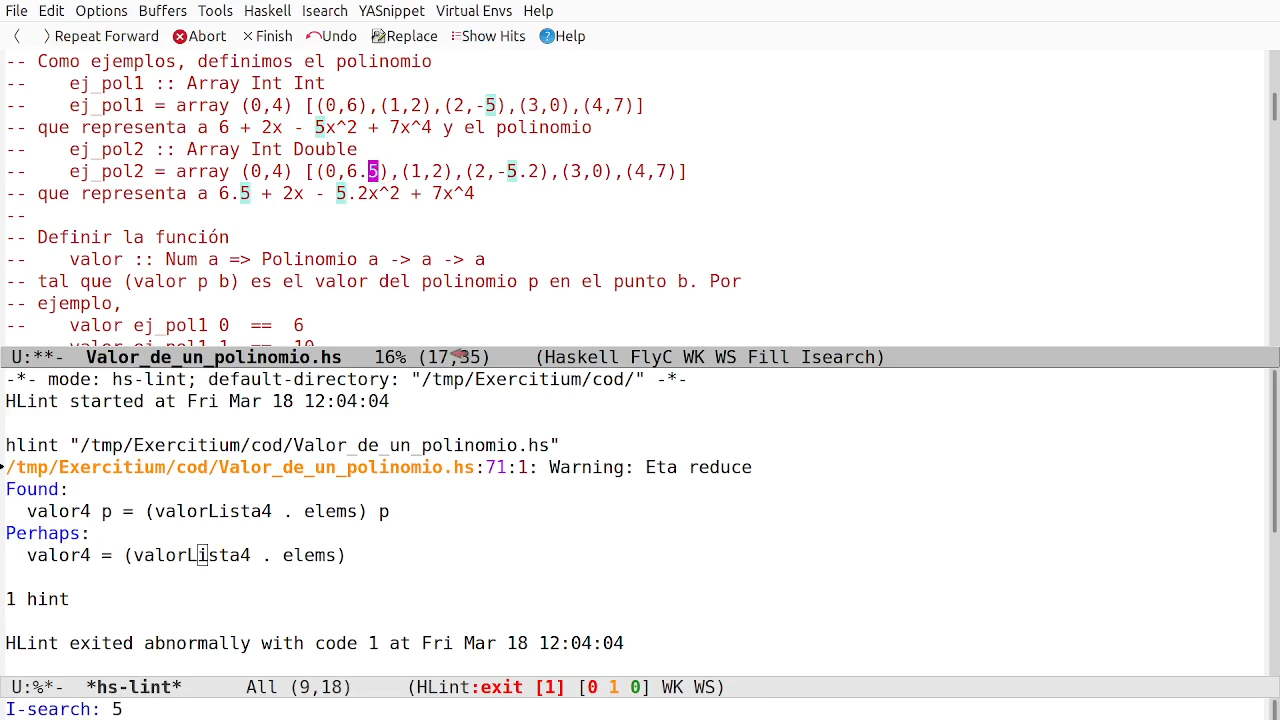 File Edit Options Buffers Tools Haskell Isearch YASnippet Virtual Envs Help
Repeat Forward Abort Finish Undo Replace Show Hits Help
-- Como ejemplos, definimos el polinomio
--    ej_pol1 :: Array Int Int
--    ej_pol1 = array (0,4) [(0,6),(1,2),(2,-5),(3,0),(4,7)]
-- que representa a 6 + 2x - 5x^2 + 7x^4 y el polinomio
--    ej_pol2 :: Array Int Double
--    ej_pol2 = array (0,4) [(0,6.5),(1,2),(2,-5.2),(3,0),(4,7)]
-- que representa a 6.5 + 2x - 5.2x^2 + 7x^4
--
-- Definir la función
--    valor :: Num a => Polinomio a -> a -> a
-- tal que (valor p b) es el valor del polinomio p en el punto b. Por
-- ejemplo,
--    valor ej_pol1 0  ==  6
--    valor ej_pol1 1  ==  10
U:**-  Valor_de_un_polinomio.hs   16% (17,35)    (Haskell FlyC WK WS Fill Isearch)
-*- mode: hs-lint; default-directory: "/tmp/Exercitium/cod/" -*-
HLint started at Fri Mar 18 12:04:04
hlint "/tmp/Exercitium/cod/Valor_de_un_polinomio.hs"
/tmp/Exercitium/cod/Valor_de_un_polinomio.hs:71:1: Warning: Eta reduce
Found:
  valor4 p = (valorLista4 . elems) p
Perhaps:
  valor4 = (valorLista4 . elems)
1 hint
HLint exited abnormally with code 1 at Fri Mar 18 12:04:04
U:%*-  *hs-lint*      All (9,18)     (HLint:exit [1] [0 1 0] WK WS)
I-search: 5